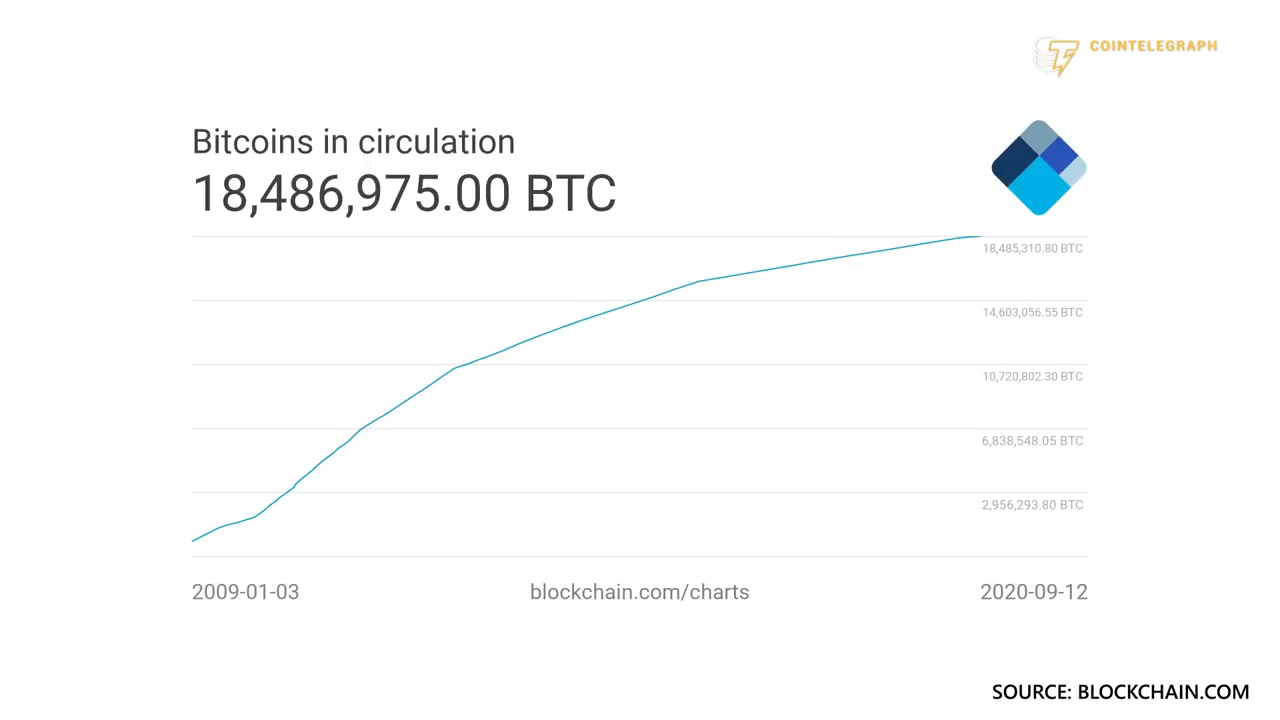 COINTELEGRAPH
Bitcoins in circulation
18,486,975.00 BTC
18,485,310.80 BTC
14,603,056.55 BTC
10,720,802.30 BTC
6,838,548.05 BTC
2,956,293.80 BTC
2009-01-03
blockchain.com/charts
2020-09-12
SOURCE: BLOCKCHAIN.COM